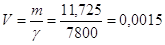 V = m/γ = 11,725/7800 = 0,0015